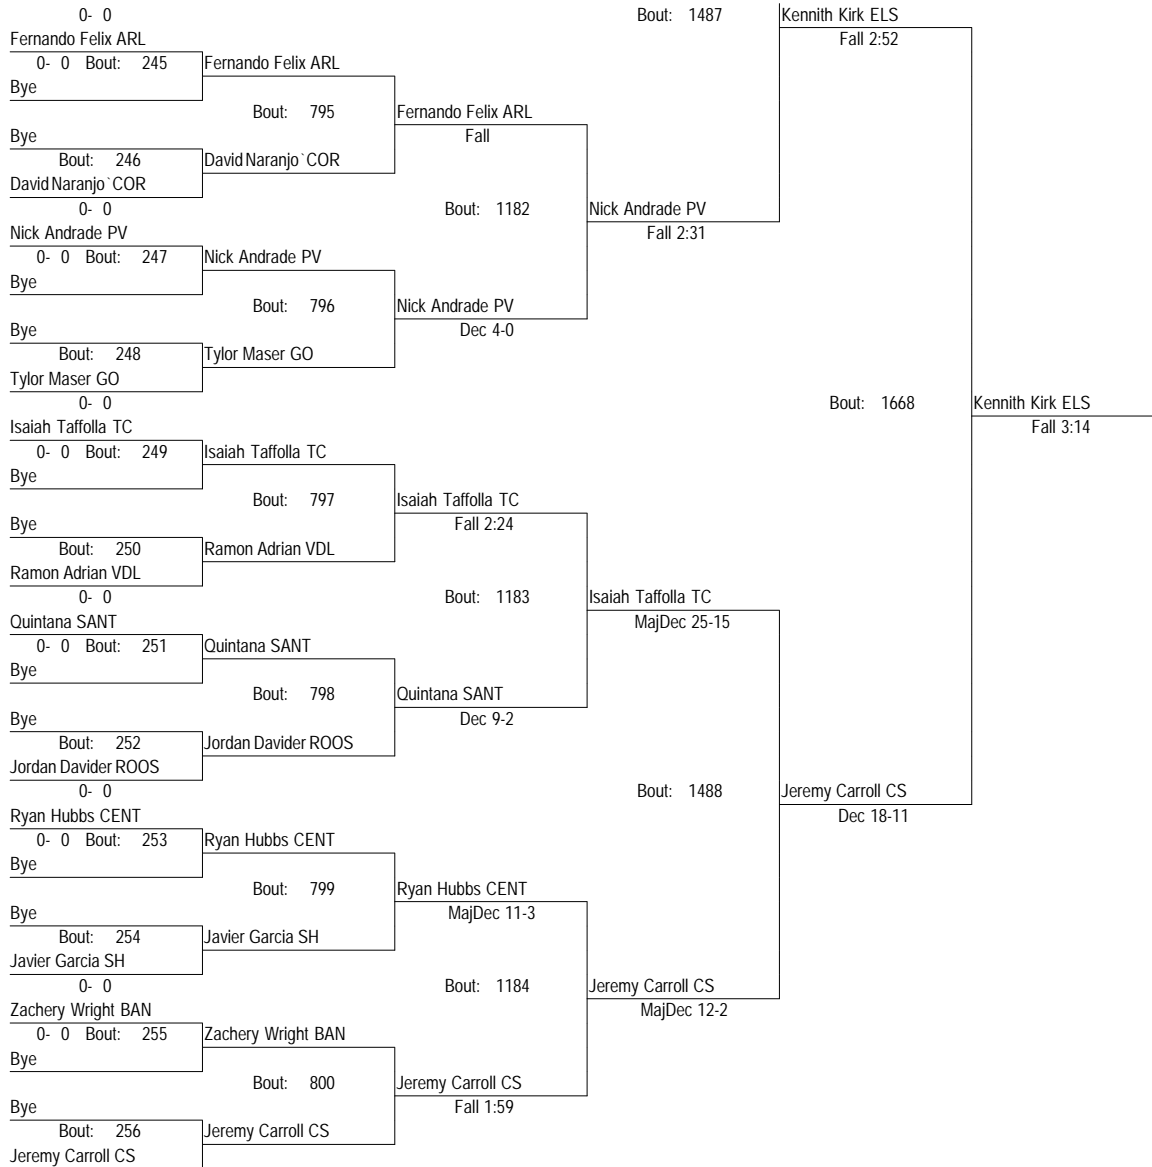 0- 0 Bout: 1487 Kennith Kirk ELS
Fernando Felix ARL Fall 2:52
0- 0 Bout: 245 Fernando Felix ARL
Bye
Bout: 795 Fernando Felix ARL
Bye Fall
Bout: 246 David Naranjo`COR
David Naranjo`COR
0- 0 Bout: 1182 Nick Andrade PV
Nick Andrade PV Fall 2:31
0- 0 Bout: 247 Nick Andrade PV
Bye
Bout: 796 Nick Andrade PV
Bye Dec 4-0
Bout: 248 Tylor Maser GO
Tylor Maser GO
0- 0 Bout: 1668 Kennith Kirk ELS
Isaiah Taffolla TC Fall 3:14
0- 0 Bout: 249 Isaiah Taffolla TC
Bye
Bout: 797 Isaiah Taffolla TC
Bye Fall 2:24
Bout: 250 Ramon Adrian VDL
Ramon Adrian VDL
0- 0 Bout: 1183 Isaiah Taffolla TC
Quintana SANT MajDec 25-15
0- 0 Bout: 251 Quintana SANT
Bye
Bout: 798 Quintana SANT
Bye Dec 9-2
Bout: 252 Jordan Davider ROOS
Jordan Davider ROOS
0- 0 Bout: 1488 Jeremy Carroll CS
Ryan Hubbs CENT Dec 18-11
0- 0 Bout: 253 Ryan Hubbs CENT
Bye
Bout: 799 Ryan Hubbs CENT
Bye MajDec 11-3
Bout: 254 Javier Garcia SH
Javier Garcia SH
0- 0 Bout: 1184 Jeremy Carroll CS
Zachery Wright BAN MajDec 12-2
0- 0 Bout: 255 Zachery Wright BAN
Bye
Bout: 800 Jeremy Carroll CS
Bye Fall 1:59
Bout: 256 Jeremy Carroll CS
Jeremy Carroll CS